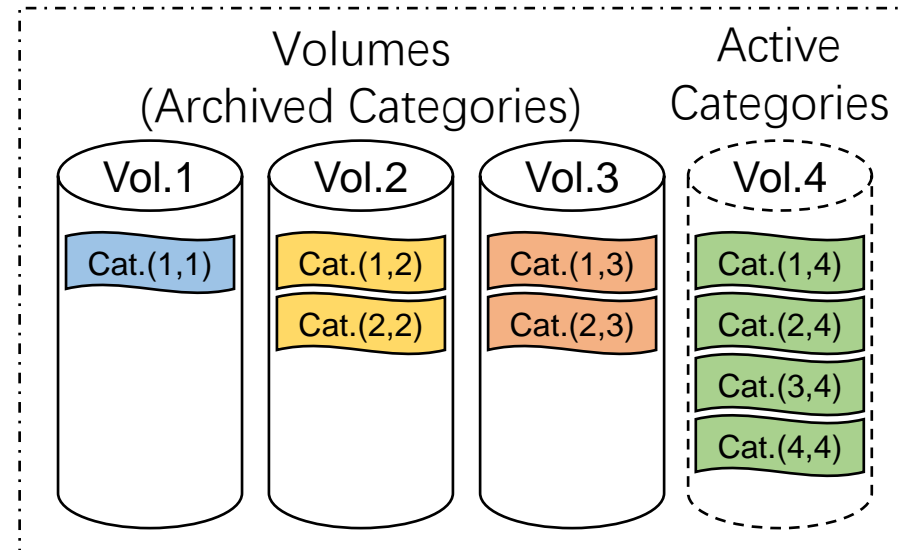 Volumes
(Archived Categories)
Active
Categories
Vol.1
Vol.2
Vol.3
Vol.4
Cat.(1,1)
Cat.(1,2)
Cat.(2,2)
Cat.(1,3)
Cat.(2,3)
Cat.(1,4)
Cat.(2,4)
Cat.(3,4)
Cat.(4,4)